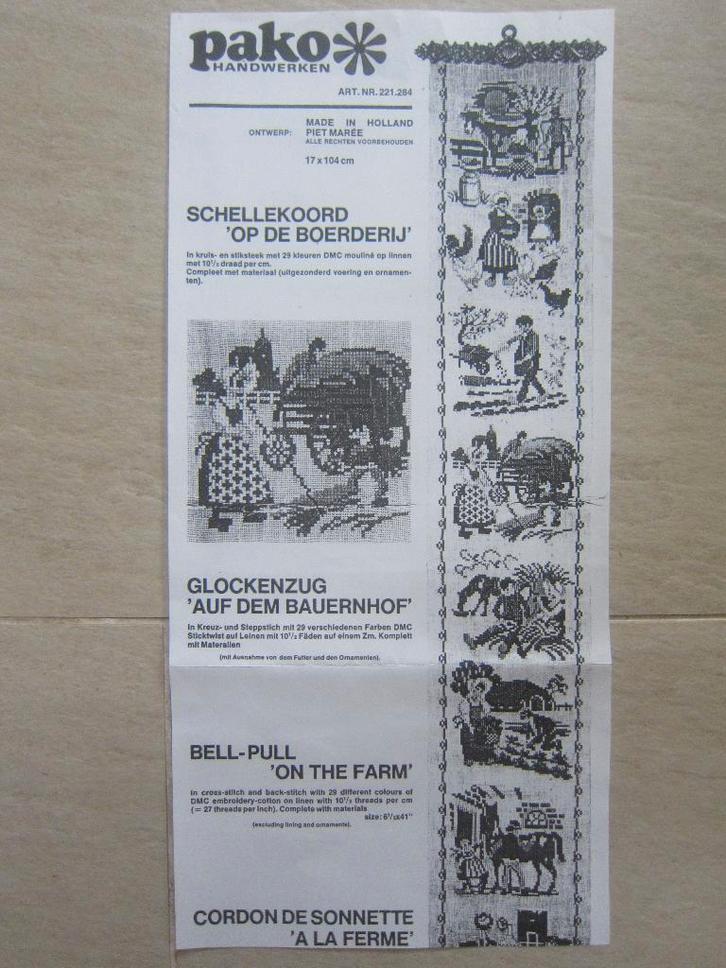 pako
HANDWERKEN
ART. NR. 221.284
MADE IN HOLLAND
ONTWERP: PIET MARÉE
ALLE RECHTEN VOORBEHOUDEN
17 x 104 cm
SCHELLEKOORD
'OP DE BOERDERIJ'
In kruis- en stiksteek met 29 kleuren DMC mouliné op linnen
met 10½ draad per cm.
Compleet met materiaal (uitgezonderd voering en ornamen-
ten).
GLOCKENZUG
'AUF DEM BAUERNHOF'
In Kreuz- und Steppstich mit 29 verschiedenen Farben DMC
Sticktwist auf Leinen mit 10½ Fäden auf einem Zm. Komplett
mit Materalien
(mit Ausnahme von dem Futter und den Ornamenten).
BELL-PULL
'ON THE FARM'
In cross-stitch and back-stitch with 29 different colours of
DMC embroidery-cotton on linen with 10½ threads per cm
(= 27 threads per inch). Complete with materials
size: 6½x41"
(excluding lining and ornaments).
CORDON DE SONNETTE
'A LA FERME'